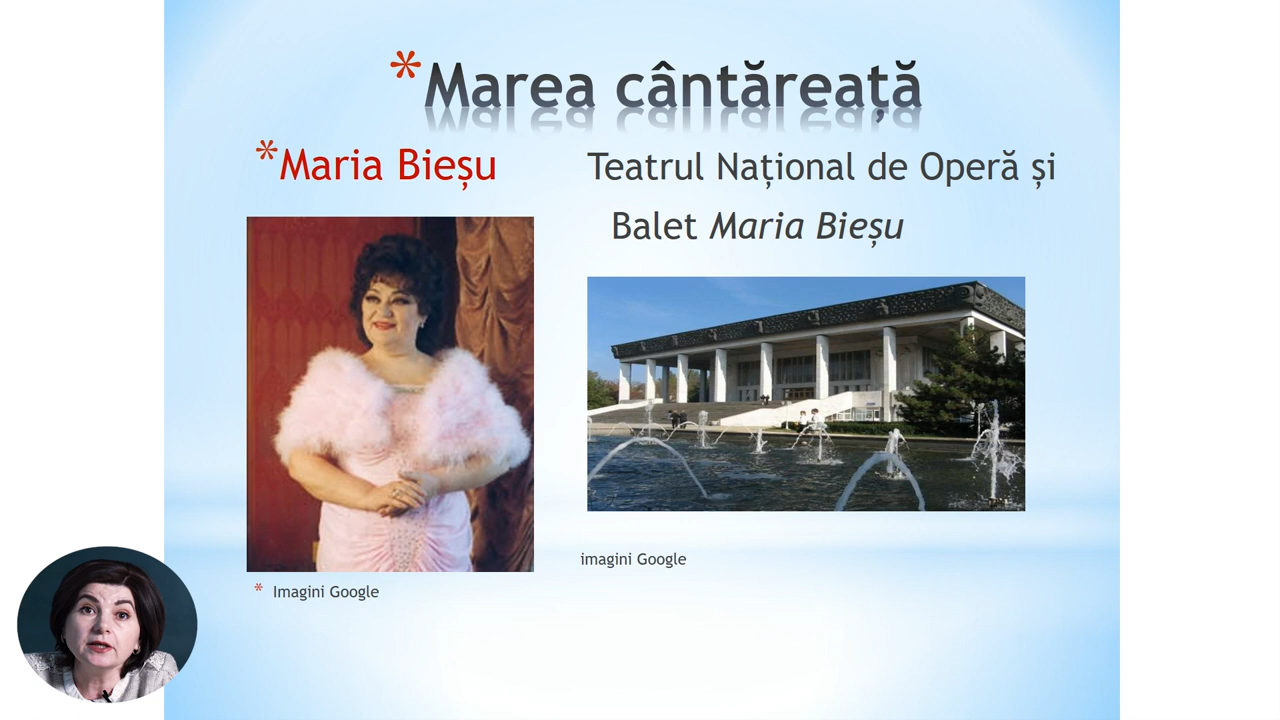 *Marea cântăreață
*Maria Bieșu
Teatrul Național de Operă și
Balet Maria Bieșu
imagini Google
* Imagini Google